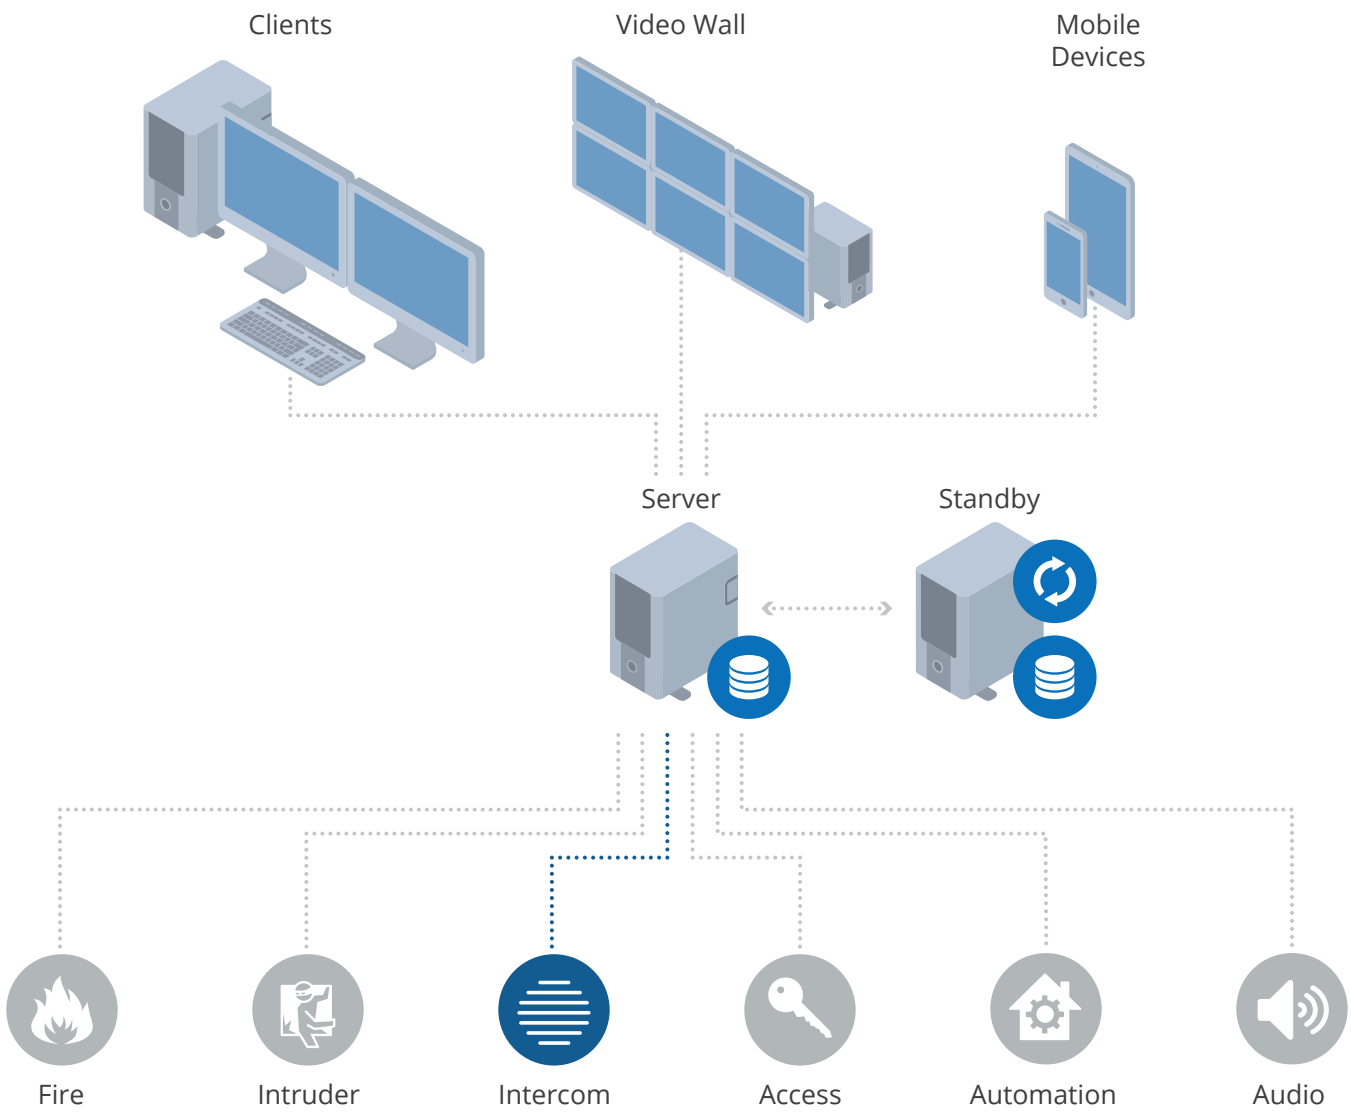 Clients
Video Wall
Mobile
Devices
Server
Standby
Fire
Intruder
Intercom
Access
Automation
Audio